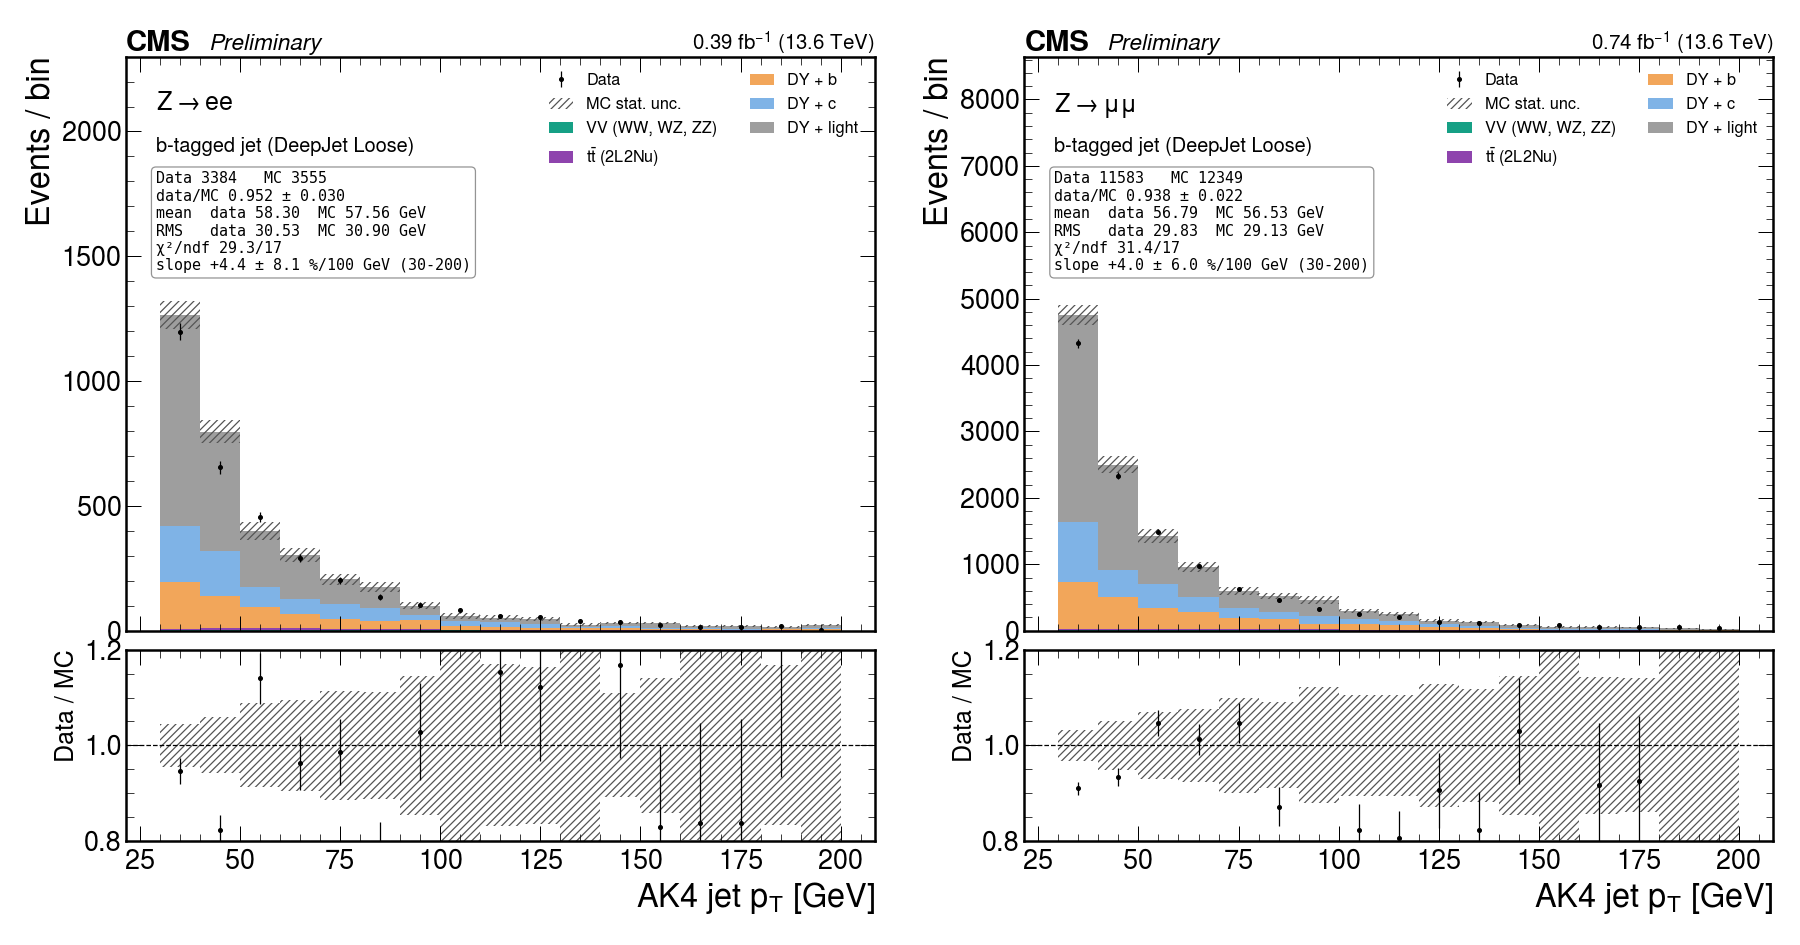 CMS Preliminary 0.39 fb⁻¹ (13.6 TeV)
Events / bin
Z → ee
b-tagged jet (DeepJet Loose)
Data 3384   MC 3555
data/MC 0.952 ± 0.030
mean  data 58.30  MC 57.56 GeV
RMS   data 30.53  MC 30.90 GeV
χ²/ndf 29.3/17
slope +4.4 ± 8.1 %/100 GeV (30-200)
Data
MC stat. unc.
VV (WW, WZ, ZZ)
tt̄ (2L2Nu)
DY + b
DY + c
DY + light
2000
1500
1000
500
0
Data / MC
1.2
1.0
0.8
25 50 75 100 125 150 175 200
AK4 jet p_T [GeV]
CMS Preliminary 0.74 fb⁻¹ (13.6 TeV)
Events / bin
Z → μμ
b-tagged jet (DeepJet Loose)
Data 11583   MC 12349
data/MC 0.938 ± 0.022
mean  data 56.79  MC 56.53 GeV
RMS   data 29.83  MC 29.13 GeV
χ²/ndf 31.4/17
slope +4.0 ± 6.0 %/100 GeV (30-200)
Data
MC stat. unc.
VV (WW, WZ, ZZ)
tt̄ (2L2Nu)
DY + b
DY + c
DY + light
8000
7000
6000
5000
4000
3000
2000
1000
0
Data / MC
1.2
1.0
0.8
25 50 75 100 125 150 175 200
AK4 jet p_T [GeV]